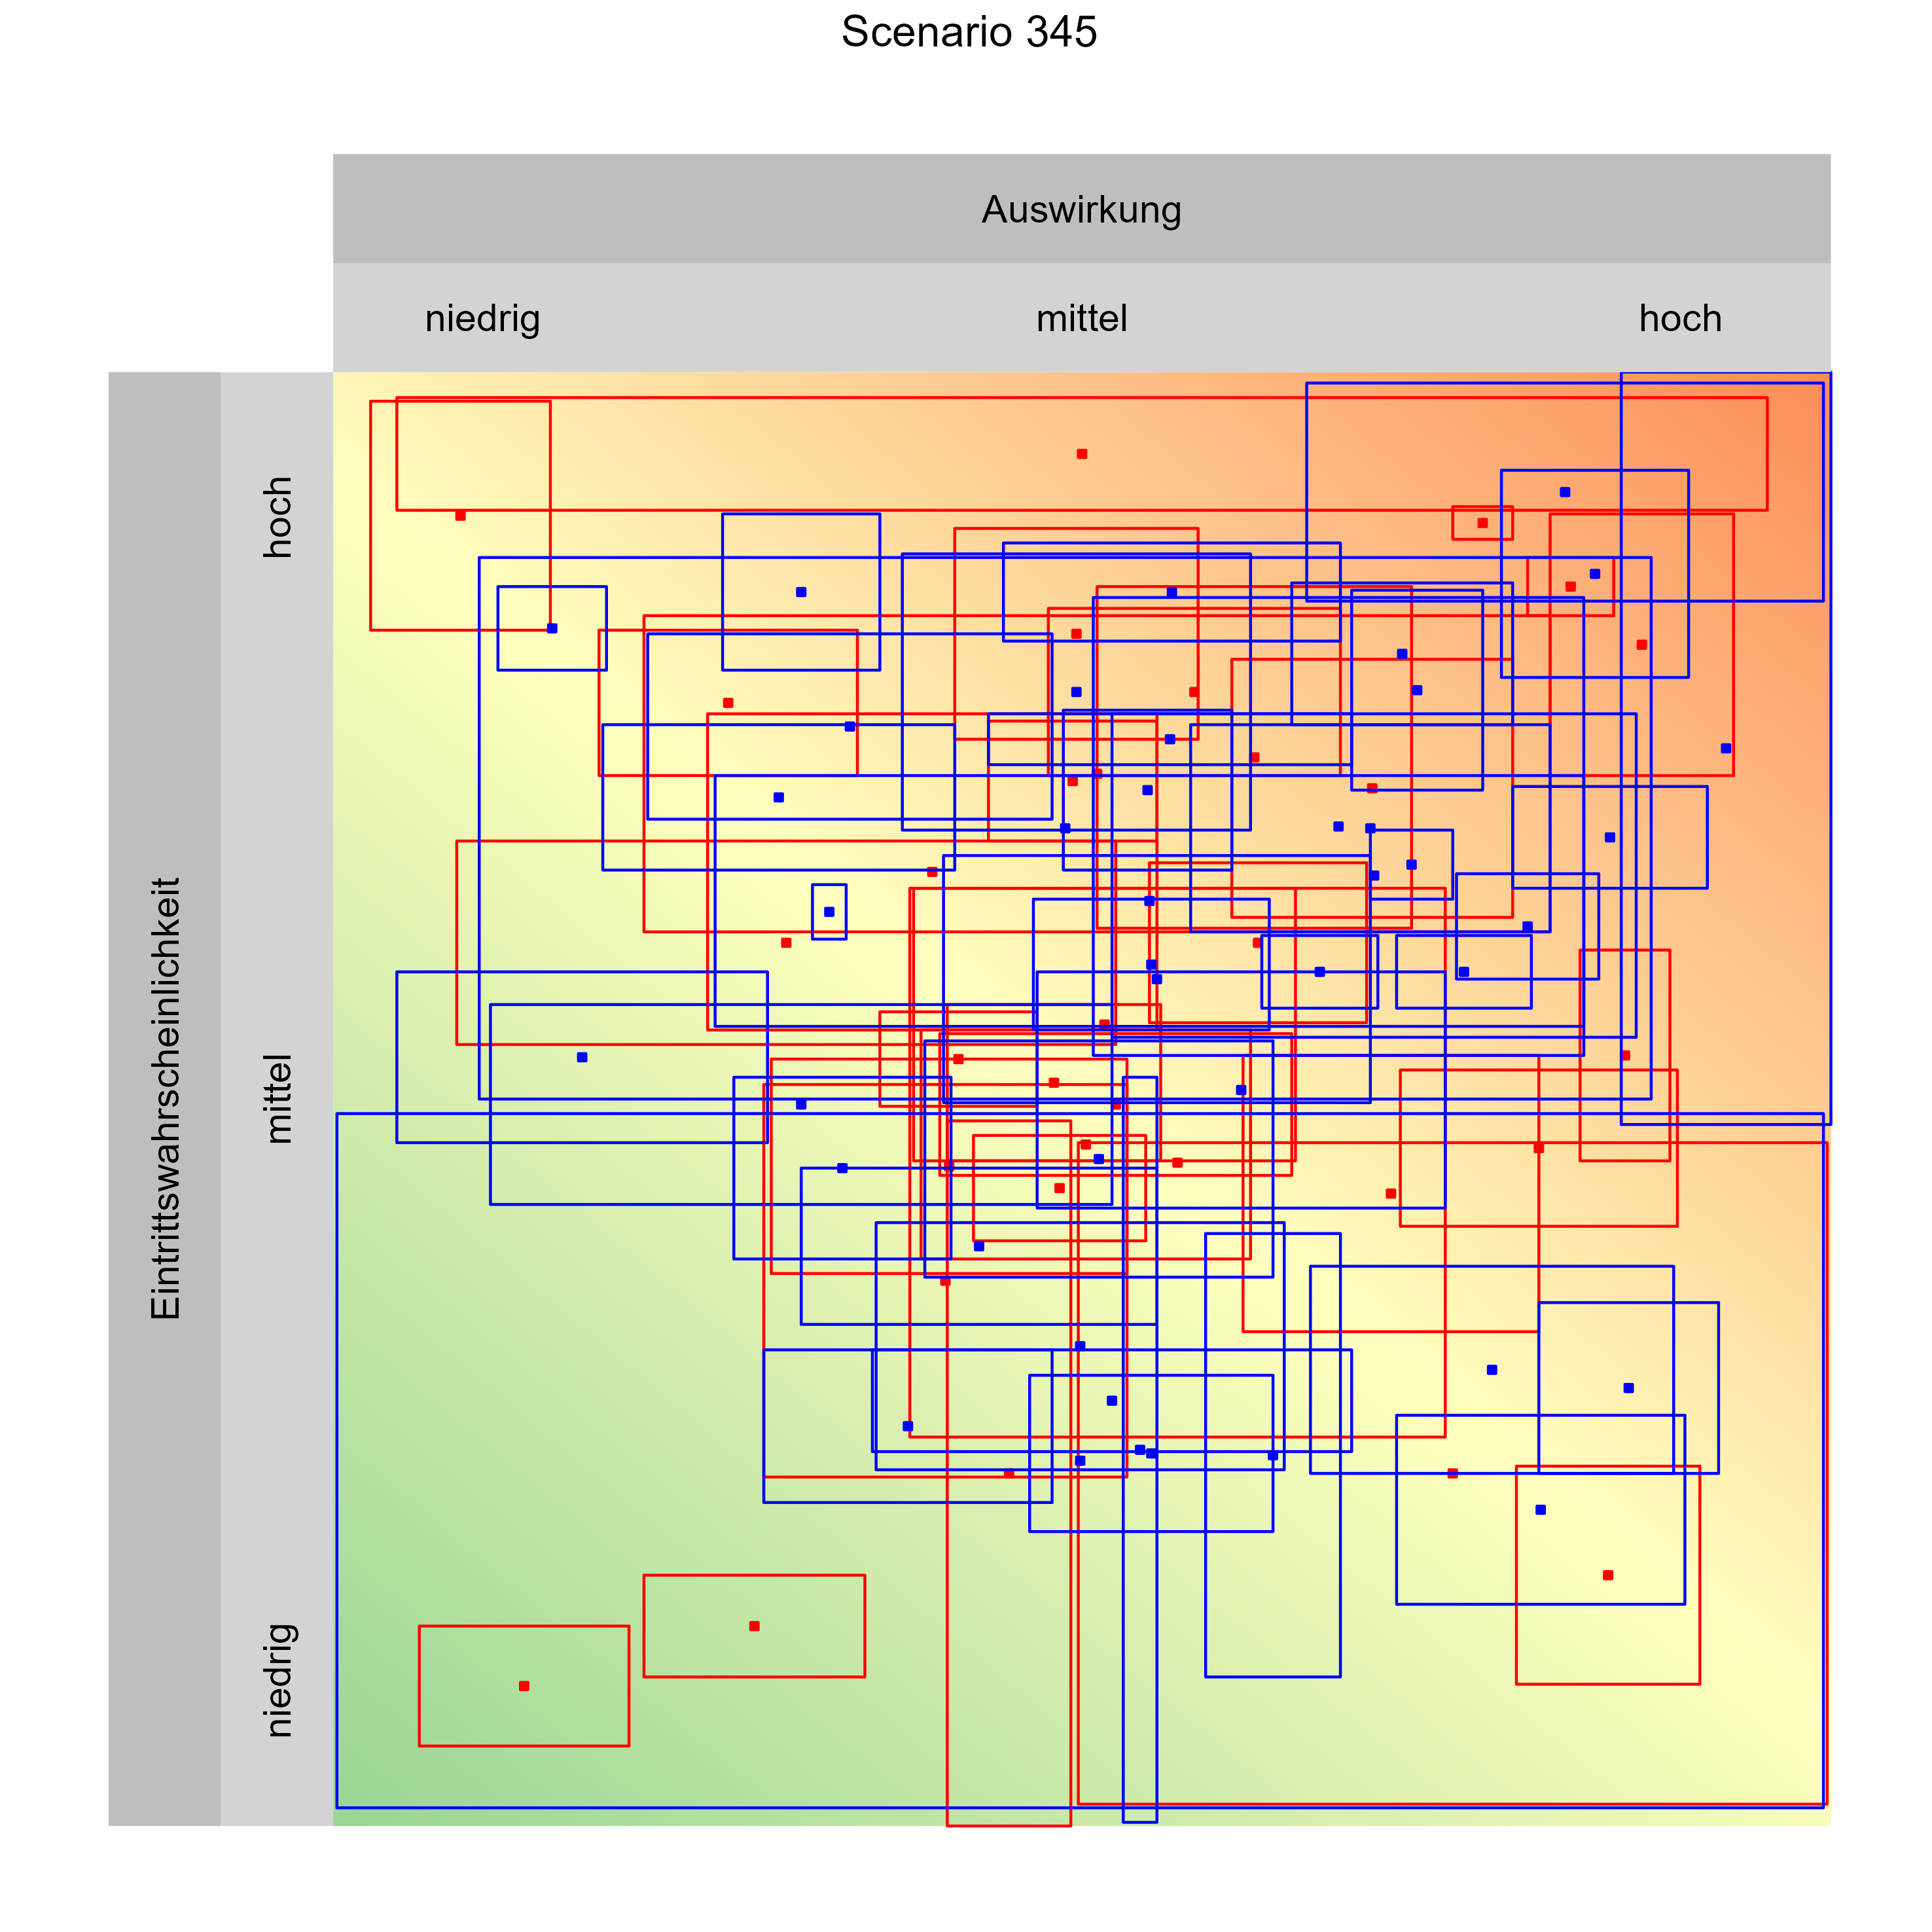 Scenario 345
Auswirkung
niedrig
mittel
hoch
Eintrittswahrscheinlichkeit
hoch
mittel
niedrig